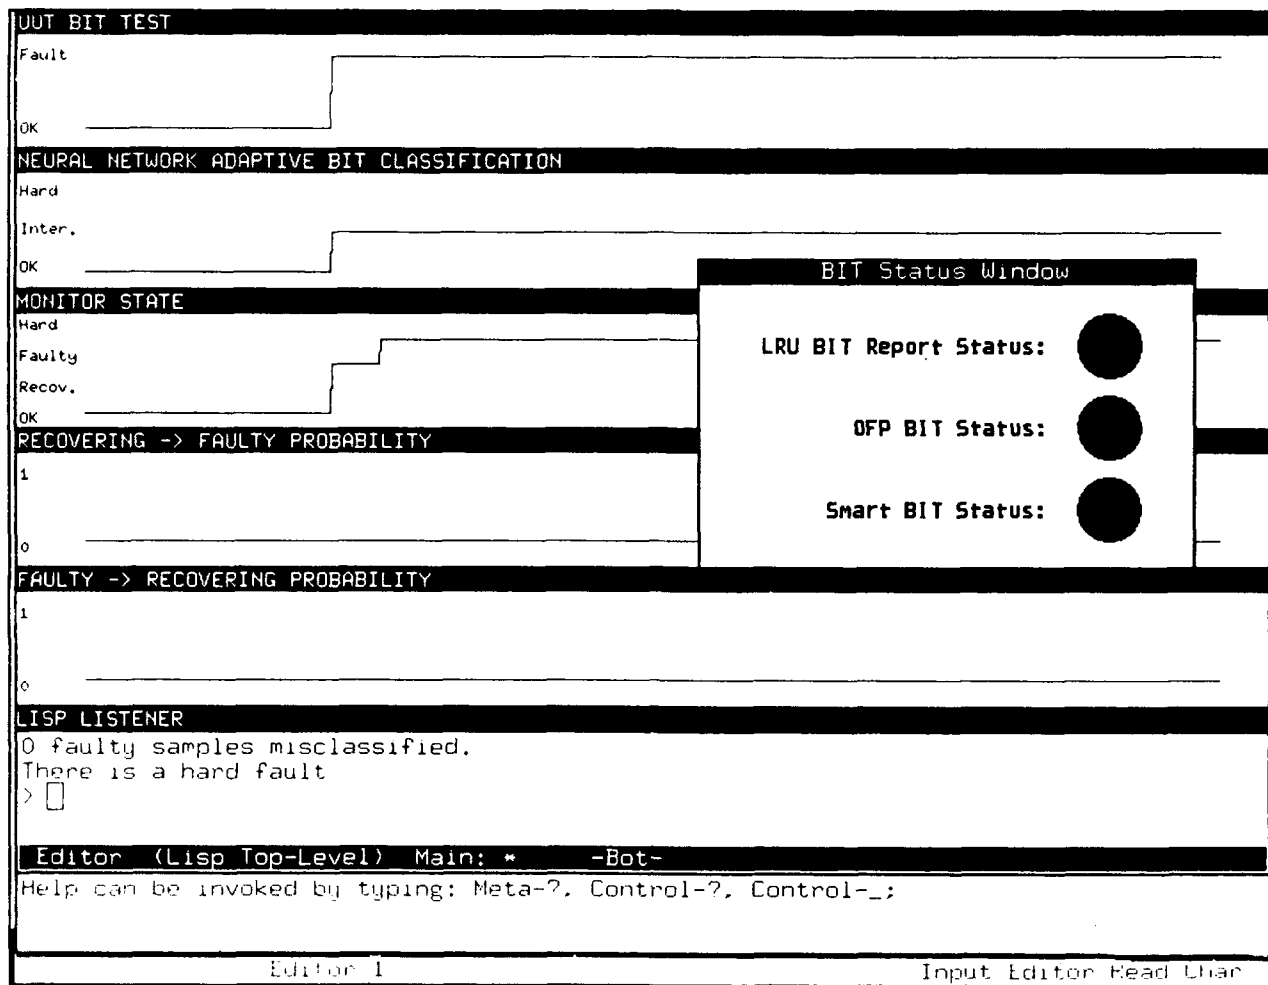 UUT BIT TEST
Fault
OK
NEURAL NETWORK ADAPTIVE BIT CLASSIFICATION
Hard
Inter.
OK
BIT Status Window
MONITOR STATE
Hard
LRU BIT Report Status:
Faulty
Recov.
OK
OFP BIT Status:
RECOVERING -> FAULTY PROBABILITY
1
Smart BIT Status:
0
FAULTY -> RECOVERING PROBABILITY
1
0
LISP LISTENER
0 faulty samples misclassified.
There is a hard fault
>
Editor (Lisp Top-Level) Main: * -Bot-
Help can be invoked by typing: Meta-?, Control-?, Control-_;
Editor 1 Input Editor Read Char